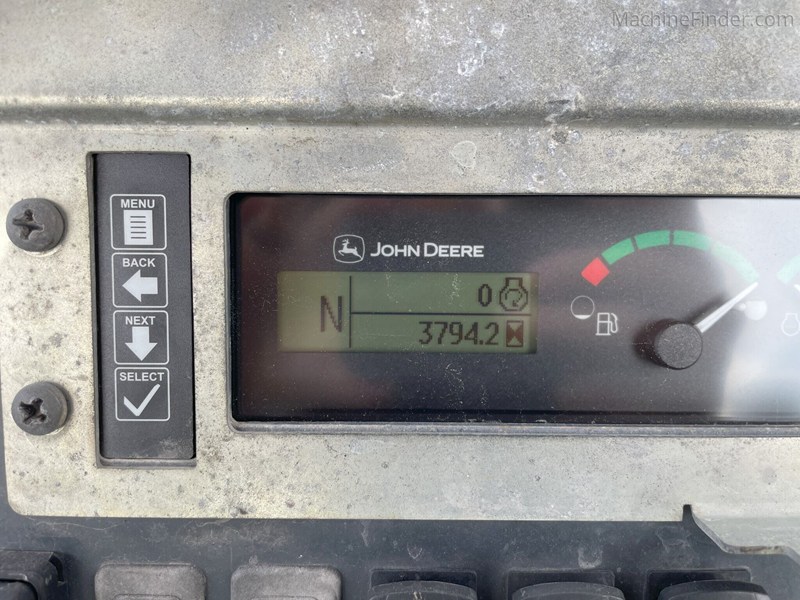 MachineFinder.com
MENU
BACK
NEXT
SELECT
JOHN DEERE
N
0
3794.2